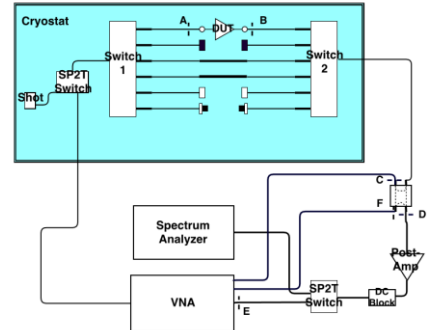 Cryostat
A
B
DUT
Switch
1
Switch
2
SP2T
Switch
Shot
C
F
D
Spectrum
Analyzer
Post-
Amp
SP2T
Switch
DC
Block
VNA
E